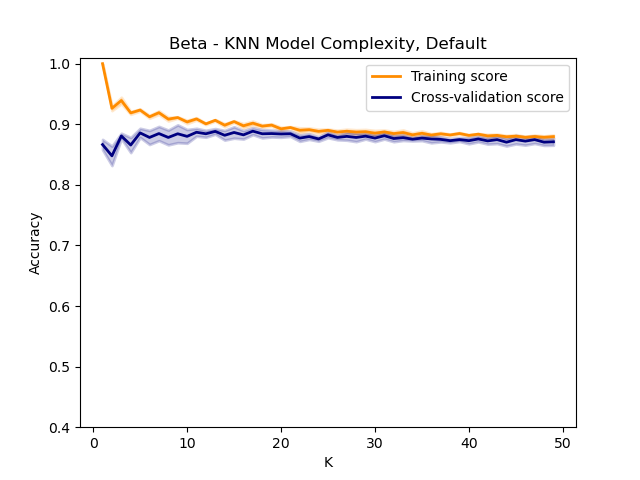 Beta - KNN Model Complexity, Default
Training score
Cross-validation score
Accuracy
1.0
0.9
0.8
0.7
0.6
0.5
0.4
0 10 20 30 40 50
K